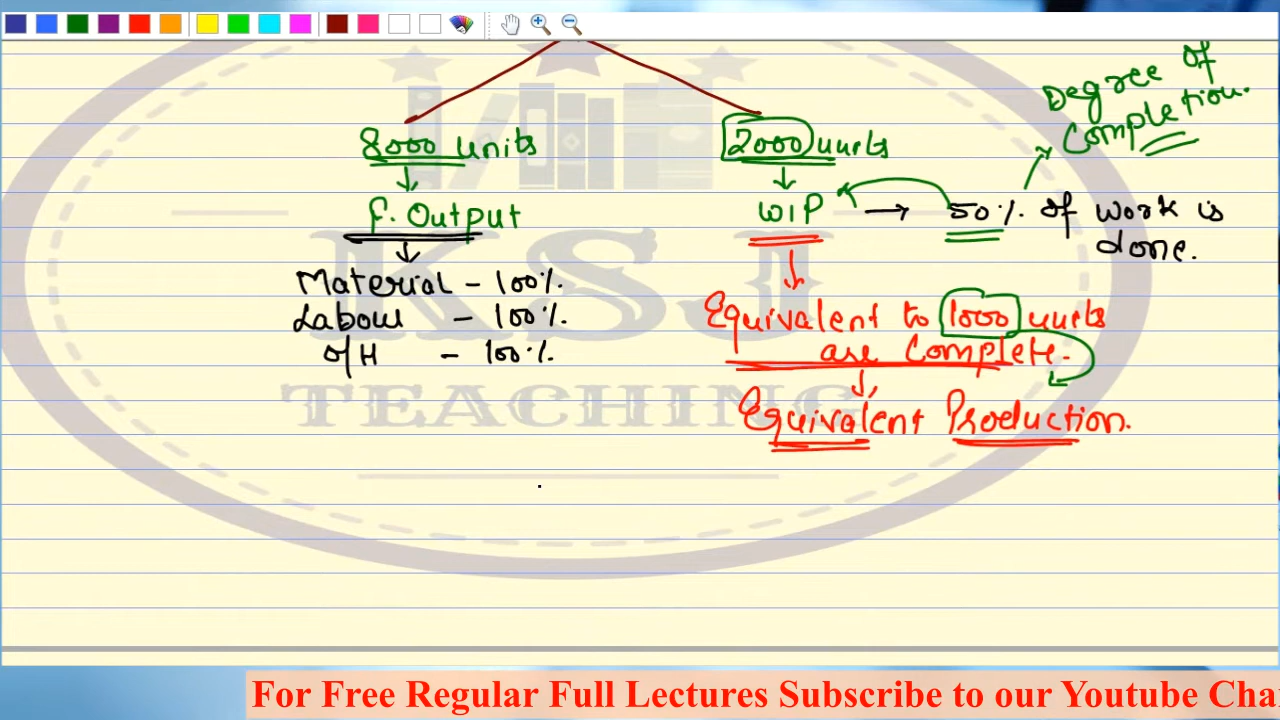 Degree Of
Completion.
8000 units
2000 units
F. Output
WIP → 50% Of work is
done.
Material - 100%.
Labour - 100%.
O/H - 100%.
Equivalent to 1000 units
are Complete.
Equivalent Production.
KSJ
TEACHING
For Free Regular Full Lectures Subscribe to our Youtube Cha